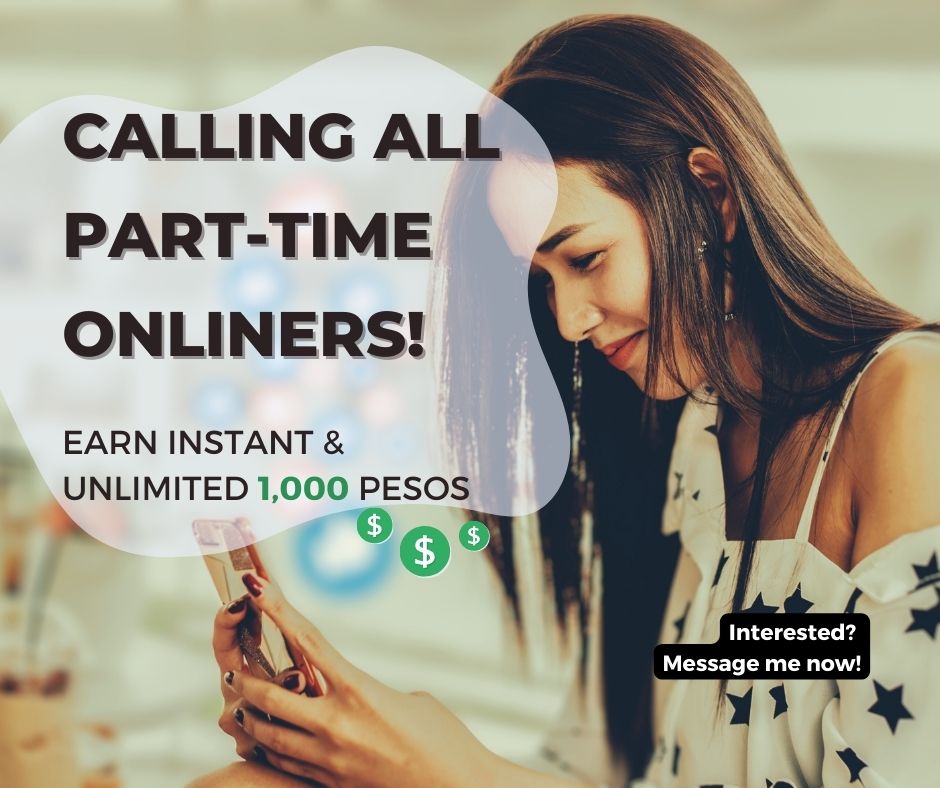 CALLING ALL
PART-TIME
ONLINERS!
EARN INSTANT &
UNLIMITED 1,000 PESOS
$ $ $
Interested?
Message me now!